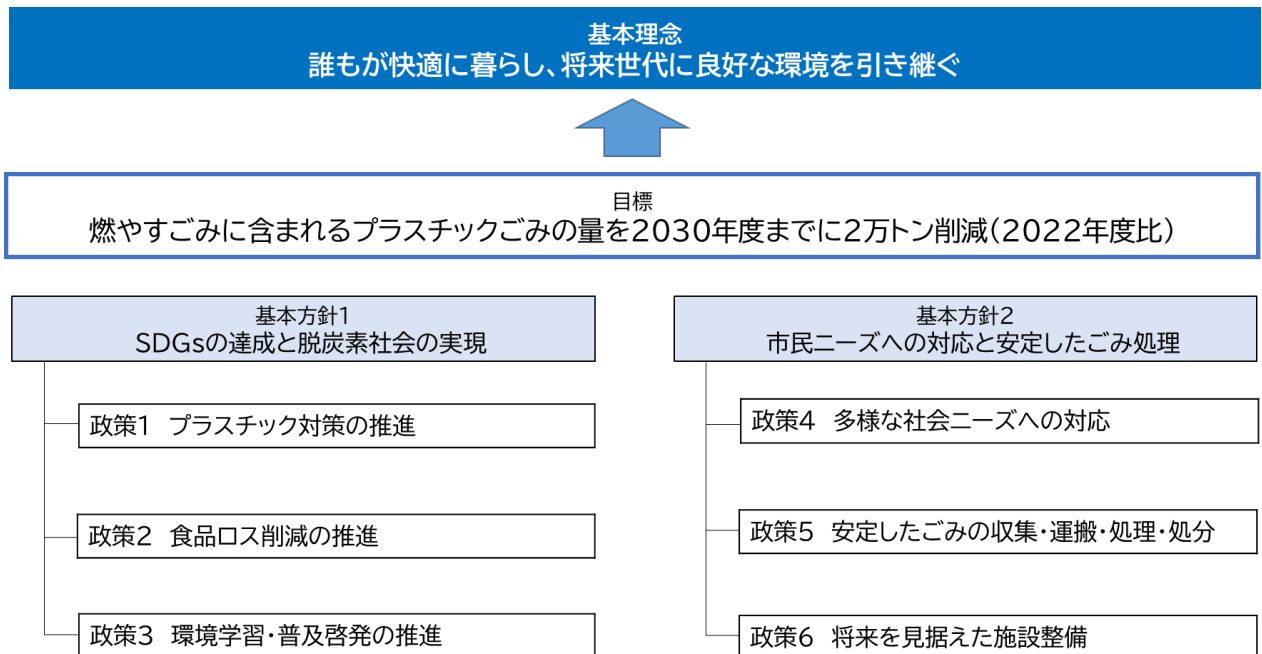 基本理念
誰もが快適に暮らし、将来世代に良好な環境を引き継ぐ
目標
燃やすごみに含まれるプラスチックごみの量を2030年度までに2万トン削減(2022年度比)
基本方針1
SDGsの達成と脱炭素社会の実現
政策1 プラスチック対策の推進
政策2 食品ロス削減の推進
政策3 環境学習・普及啓発の推進
基本方針2
市民ニーズへの対応と安定したごみ処理
政策4 多様な社会ニーズへの対応
政策5 安定したごみの収集・運搬・処理・処分
政策6 将来を見据えた施設整備